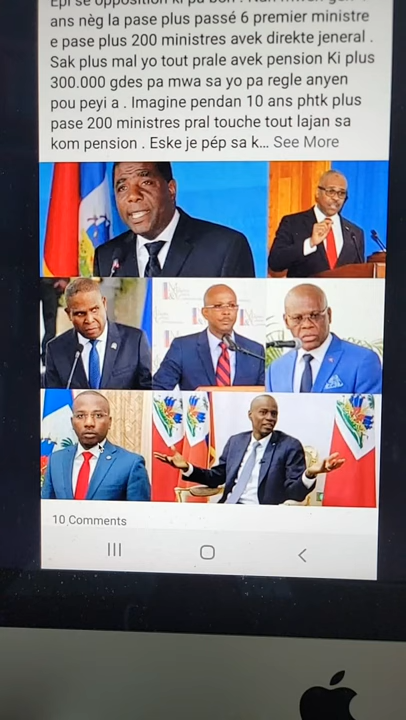 ans nèg la pase plus passé 6 premier ministre
e pase plus 200 ministres avek direkte jeneral .
Sak plus mal yo tout prale avek pension Ki plus
300.000 gdes pa mwa sa yo pa regle anyen
pou peyi a . Imagine pendan 10 ans phtk plus
pase 200 ministres pral touche tout lajan sa
kom pension . Eske je pép sa k... See More
10 Comments